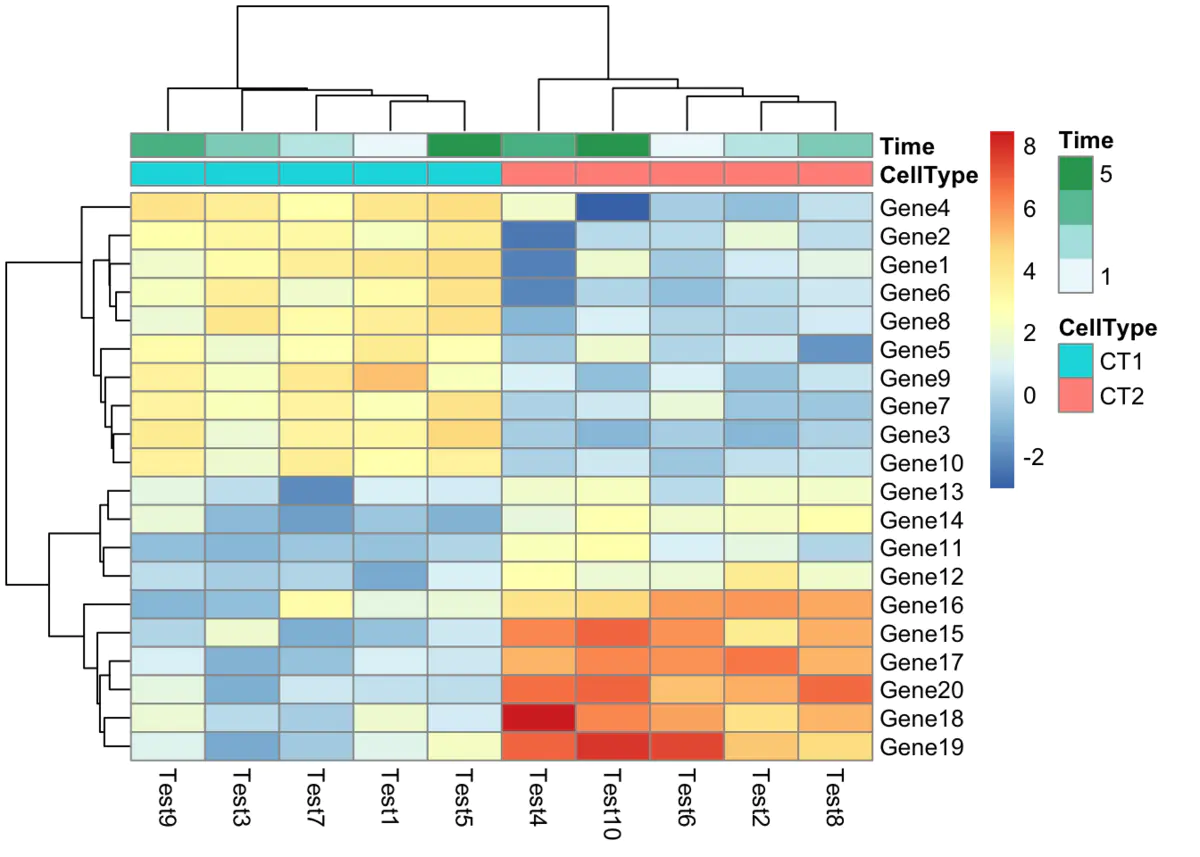 Time
CellType
Gene4
Gene2
Gene1
Gene6
Gene8
Gene5
Gene9
Gene7
Gene3
Gene10
Gene13
Gene14
Gene11
Gene12
Gene16
Gene15
Gene17
Gene20
Gene18
Gene19
Test9
Test3
Test7
Test1
Test5
Test4
Test10
Test6
Test2
Test8
8
6
4
2
0
-2
Time
5
1
CellType
CT1
CT2